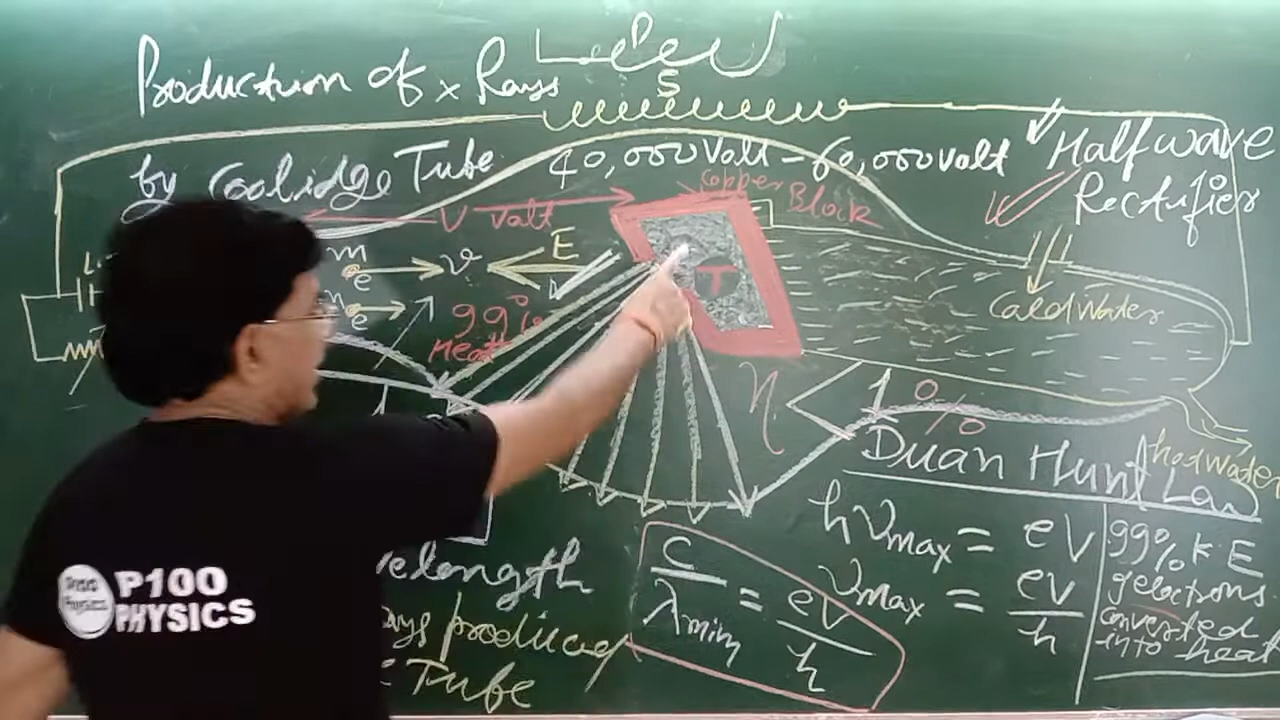 Production of x Rays
P
S
by Coolidge Tube
40,000 Volt - 60,000 volt
Half wave
Rectifier
Copper
Block
V volt
m
e
v
E
e
99%
Heat
T
Cold Water
η
1%
hot Water
Duan Hunt Law
hνmax = eV
νmax = eV/h
99% K.E
electrons
converted
into heat
C/λmin = eV/h
velength
ays produced
Tube
P100
PHYSICS